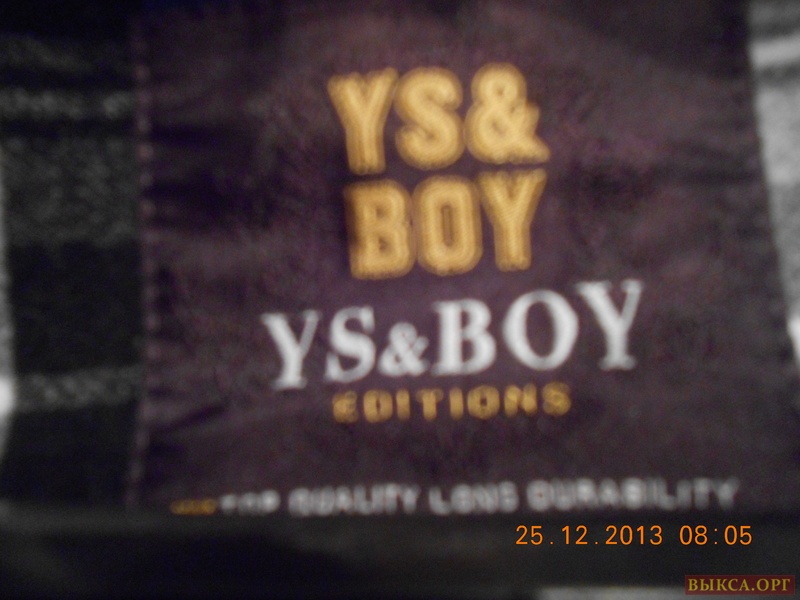 YS&
BOY
YS&BOY
EDITIONS
TOP QUALITY LONG DURABILITY
25.12.2013 08:05
ВЫКСА.ОРГ